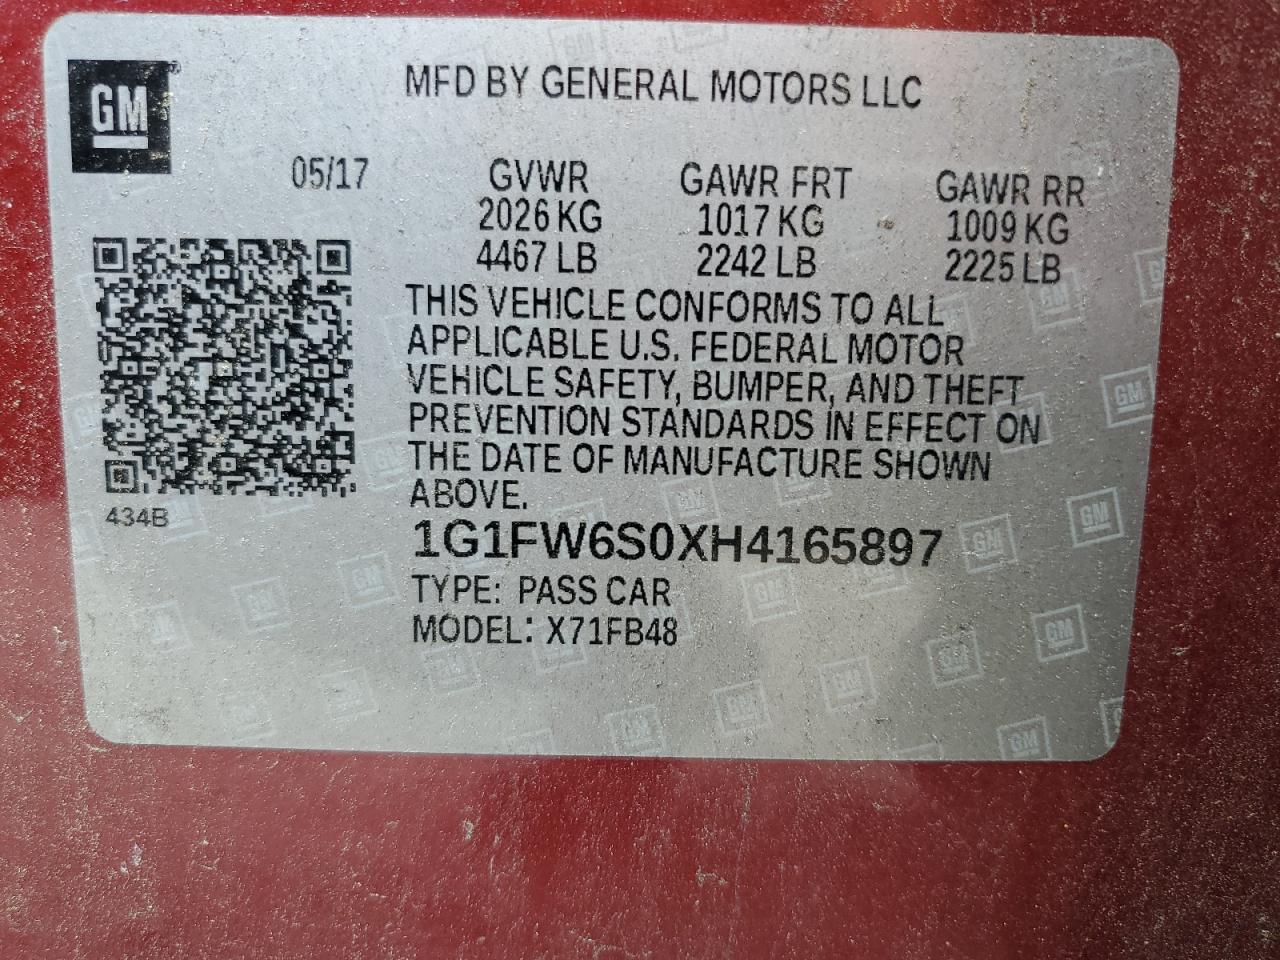 GM
MFD BY GENERAL MOTORS LLC
05/17
GVWR GAWR FRT GAWR RR
2026 KG 1017 KG 1009 KG
4467 LB 2242 LB 2225 LB
THIS VEHICLE CONFORMS TO ALL
APPLICABLE U.S. FEDERAL MOTOR
VEHICLE SAFETY, BUMPER, AND THEFT
PREVENTION STANDARDS IN EFFECT ON
THE DATE OF MANUFACTURE SHOWN
ABOVE.
434B
1G1FW6S0XH4165897
TYPE: PASS CAR
MODEL: X71FB48